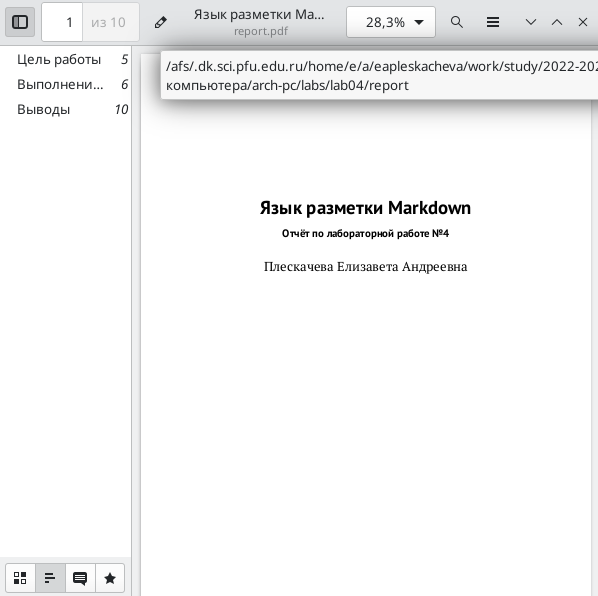 1
из 10
Язык разметки Ma...
report.pdf
28,3%
Цель работы 5
Выполнени... 6
Выводы 10
/afs/.dk.sci.pfu.edu.ru/home/e/a/eapleskacheva/work/study/2022-202
компьютера/arch-pc/labs/lab04/report
Язык разметки Markdown
Отчёт по лабораторной работе №4
Плескачева Елизавета Андреевна